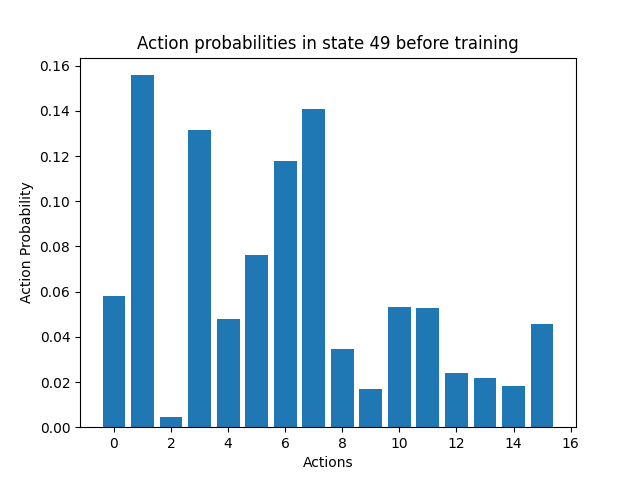 Action probabilities in state 49 before training
0.16
0.14
0.12
0.10
0.08
0.06
0.04
0.02
0.00
Action Probability
0 2 4 6 8 10 12 14 16
Actions